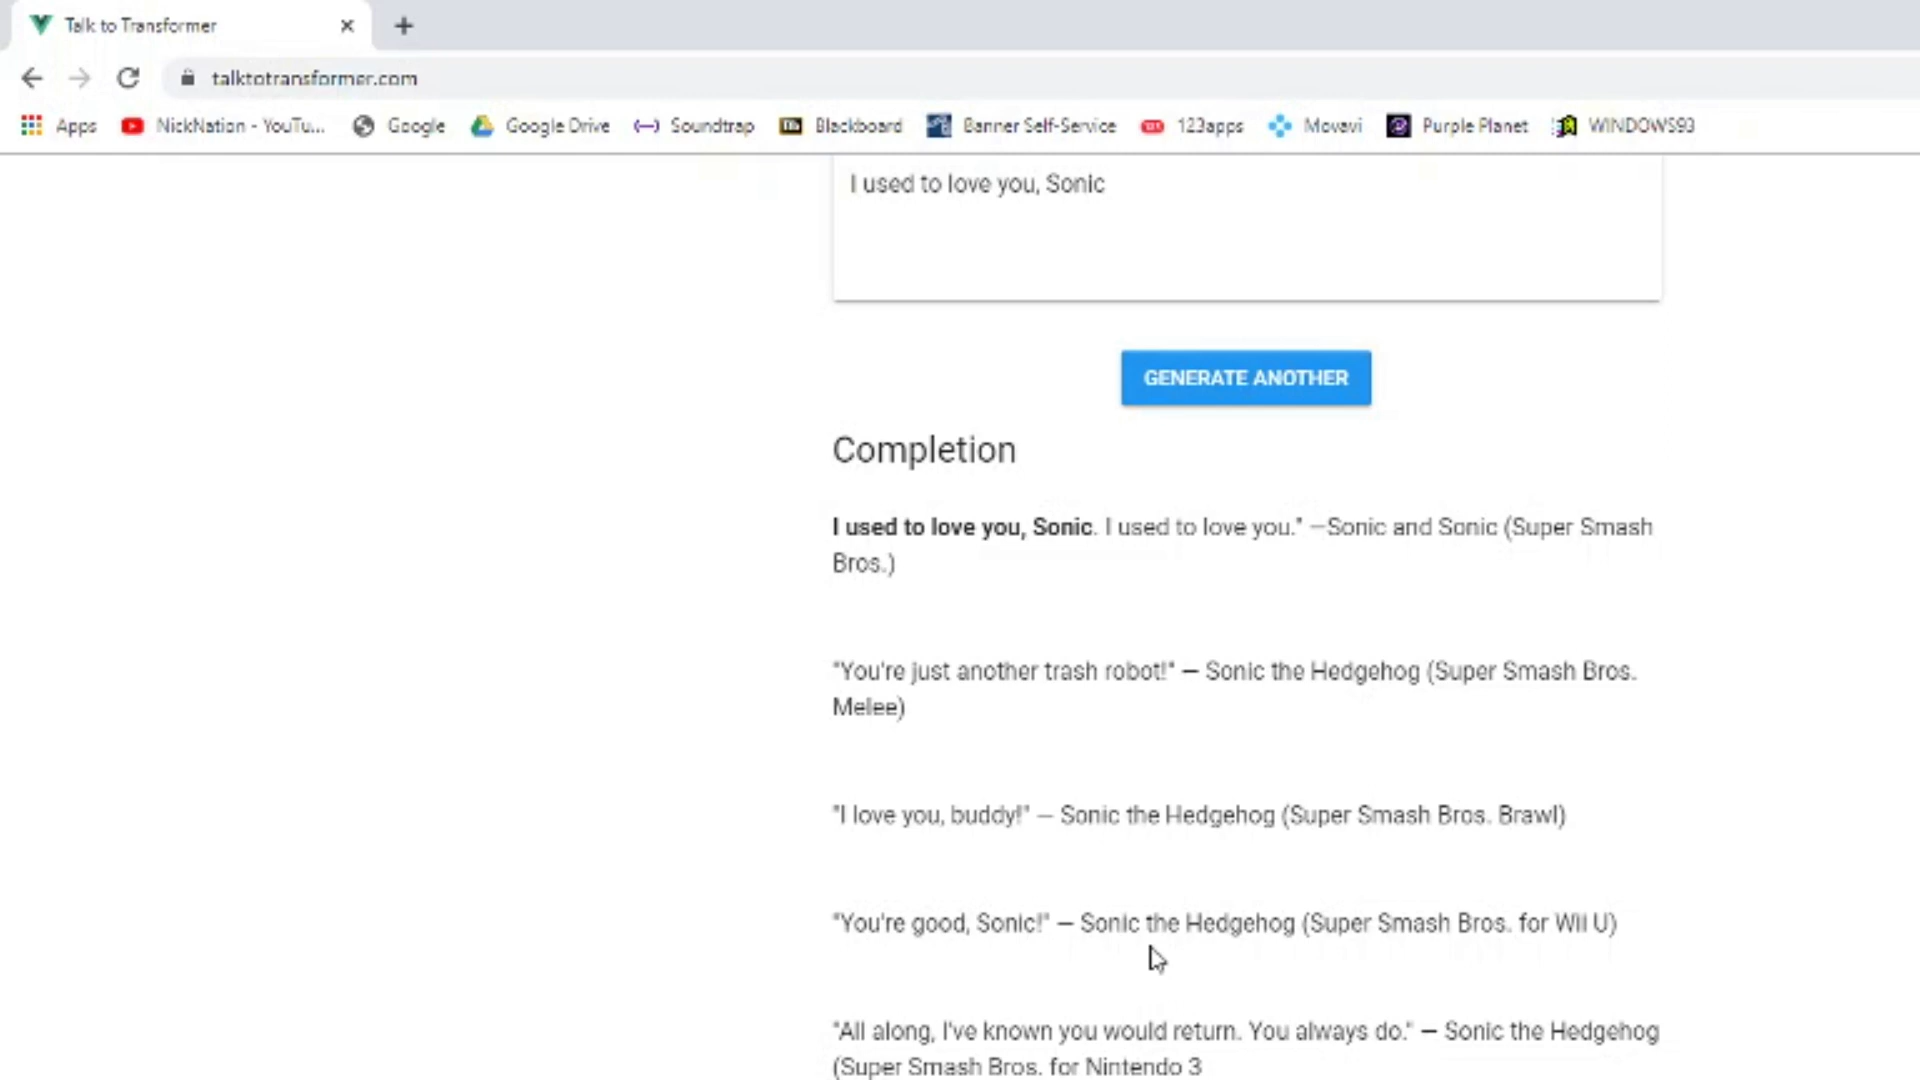 Talk to Transformer
talktotransformer.com
Apps NickNation - YouTu... Google Google Drive Soundtrap Blackboard Banner Self-Service 123apps Movavi Purple Planet WINDOWS93
I used to love you, Sonic
GENERATE ANOTHER
Completion
I used to love you, Sonic. I used to love you." —Sonic and Sonic (Super Smash
Bros.)
"You're just another trash robot!" — Sonic the Hedgehog (Super Smash Bros.
Melee)
"I love you, buddy!" — Sonic the Hedgehog (Super Smash Bros. Brawl)
"You're good, Sonic!" — Sonic the Hedgehog (Super Smash Bros. for Wii U)
"All along, I've known you would return. You always do." — Sonic the Hedgehog
(Super Smash Bros. for Nintendo 3